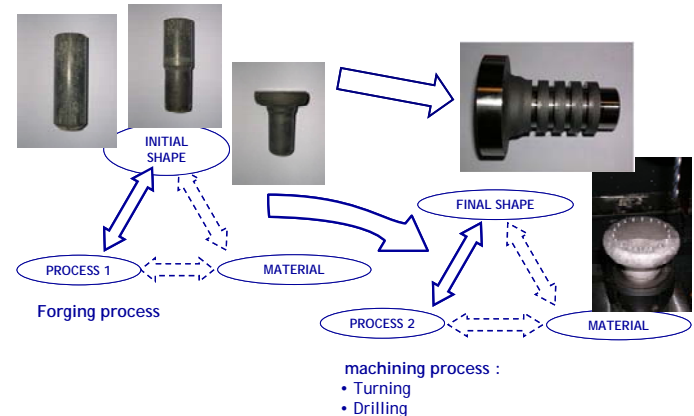 INITIAL
SHAPE
FINAL SHAPE
PROCESS 1
MATERIAL
Forging process
PROCESS 2
MATERIAL
machining process :
• Turning
• Drilling